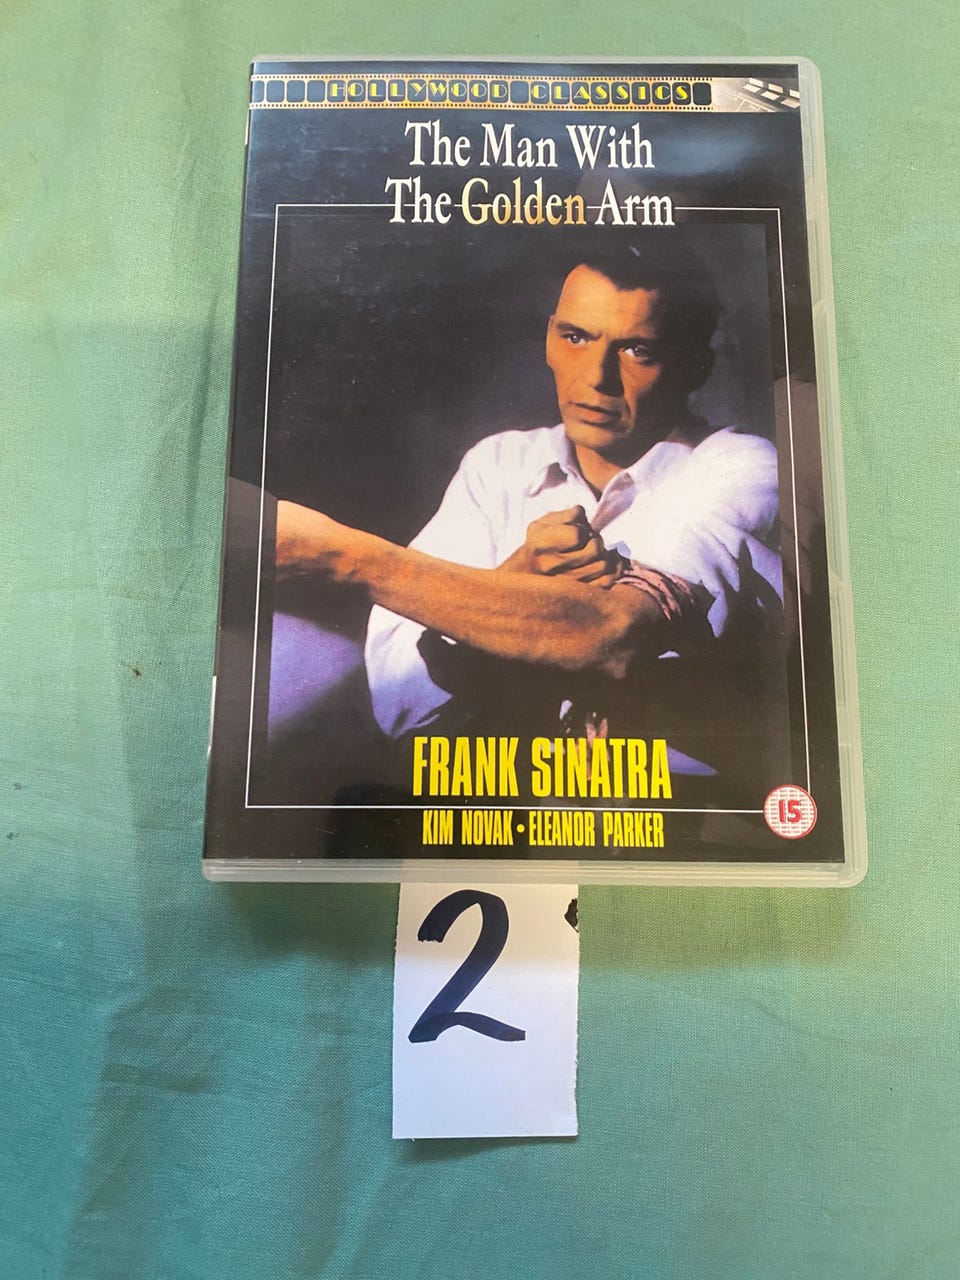 HOLLYWOOD CLASSICS
The Man With
The Golden Arm
FRANK SINATRA
KIM NOVAK • ELEANOR PARKER
15
2